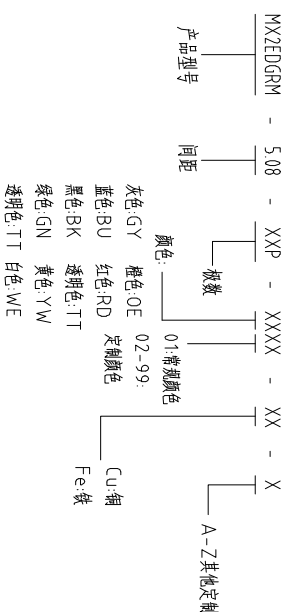 MX2EDGRM - 5.08 - XXP - XXXX - XX - X
产品型号
间距
极数
颜色:
灰色:GY 橙色:OE
蓝色:BU 红色:RD
黑色:BK 透明色:TT
绿色:GN 黄色:YW
透明色:TT 白色:WE
01:常规颜色
02-99:
定制颜色
Cu:铜
Fe:铁
A-Z其他定制